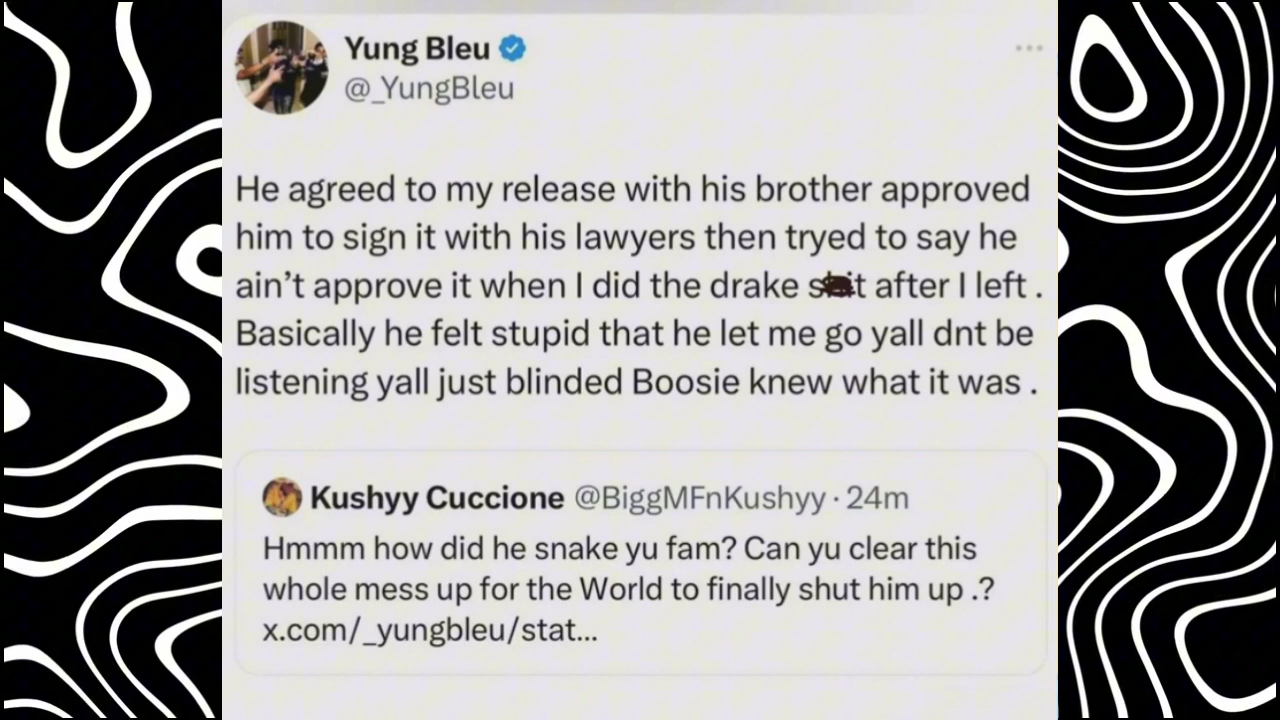 Yung Bleu
@_YungBleu
He agreed to my release with his brother approved
him to sign it with his lawyers then tryed to say he
ain’t approve it when I did the drake s t after I left .
Basically he felt stupid that he let me go yall dnt be
listening yall just blinded Boosie knew what it was .
Kushyy Cuccione @BiggMFnKushyy · 24m
Hmmm how did he snake yu fam? Can yu clear this
whole mess up for the World to finally shut him up .?
x.com/_yungbleu/stat...